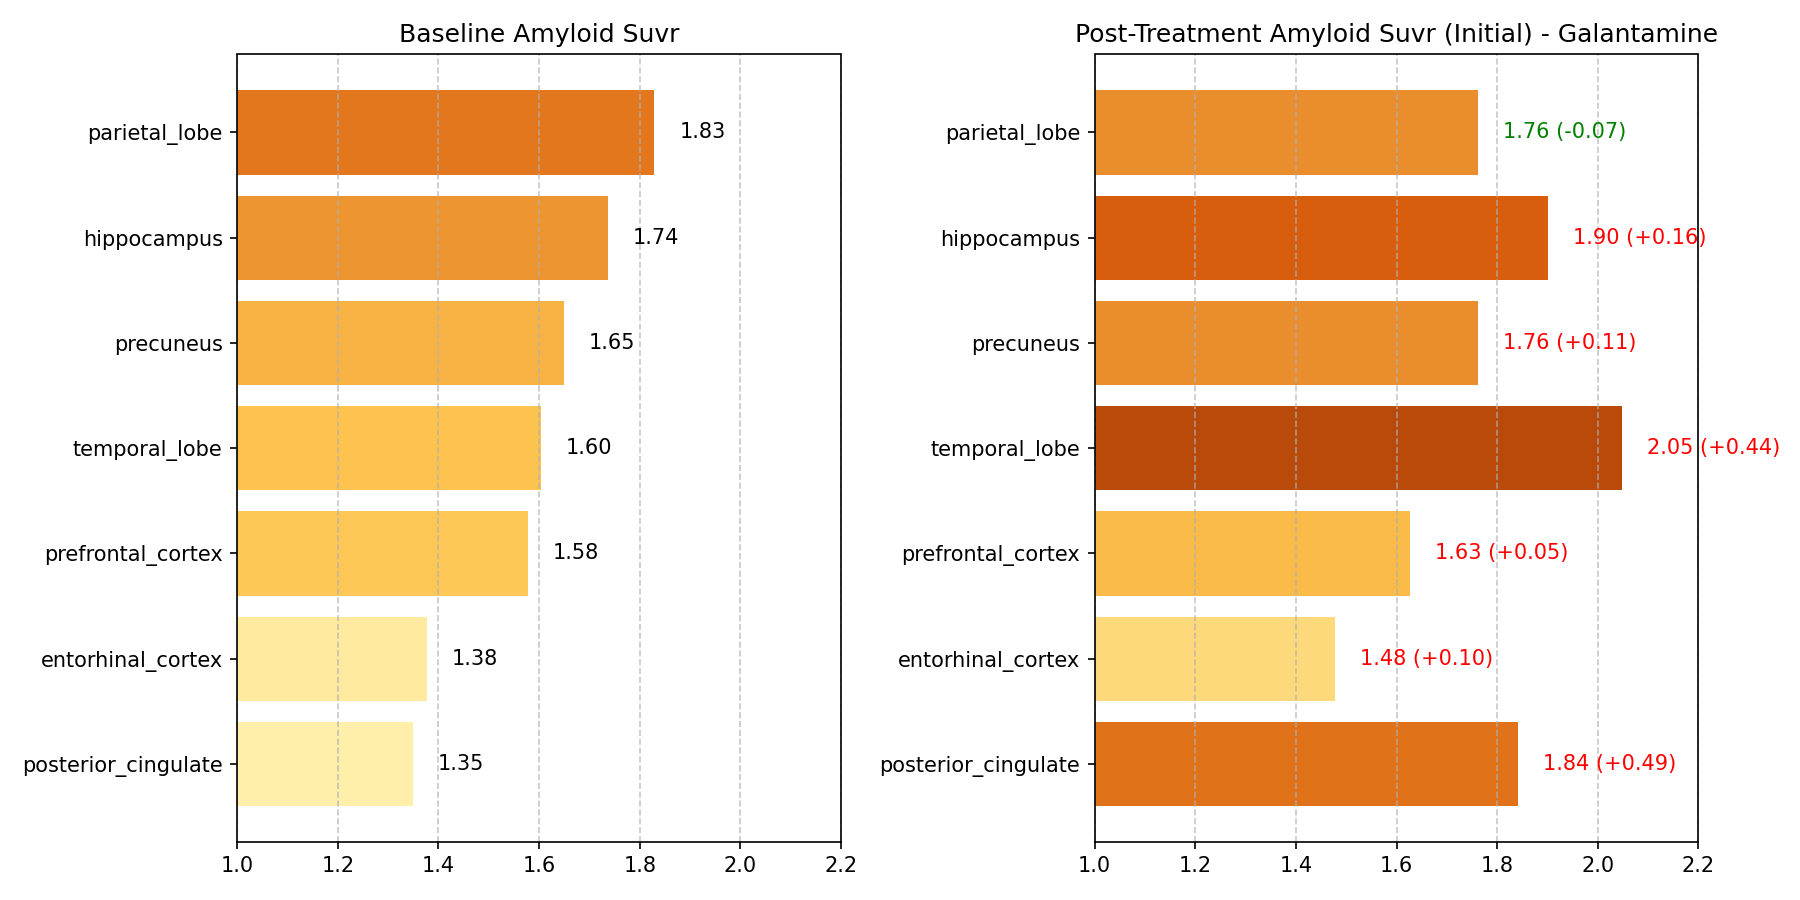 Baseline Amyloid Suvr
parietal_lobe
1.83
hippocampus
1.74
precuneus
1.65
temporal_lobe
1.60
prefrontal_cortex
1.58
entorhinal_cortex
1.38
posterior_cingulate
1.35
1.0 1.2 1.4 1.6 1.8 2.0 2.2
Post-Treatment Amyloid Suvr (Initial) - Galantamine
parietal_lobe
1.76 (-0.07)
hippocampus
1.90 (+0.16)
precuneus
1.76 (+0.11)
temporal_lobe
2.05 (+0.44)
prefrontal_cortex
1.63 (+0.05)
entorhinal_cortex
1.48 (+0.10)
posterior_cingulate
1.84 (+0.49)
1.0 1.2 1.4 1.6 1.8 2.0 2.2